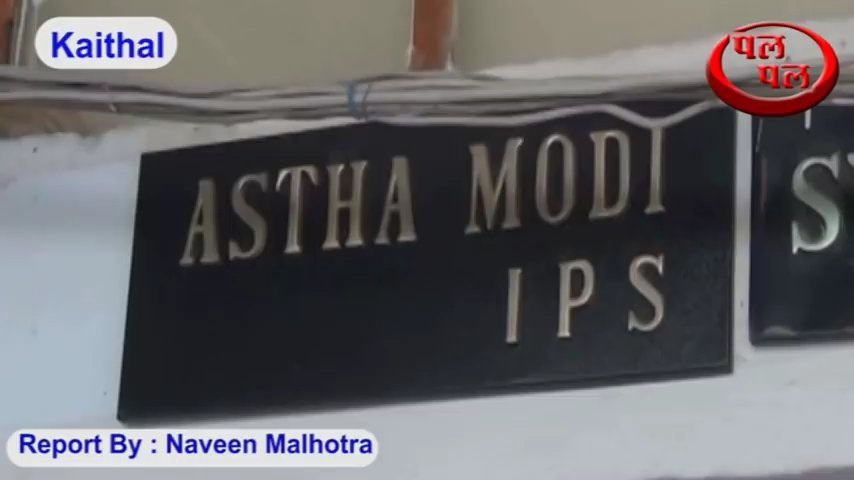 Kaithal
पल
पल
ASTHA MODI
IPS
Report By : Naveen Malhotra